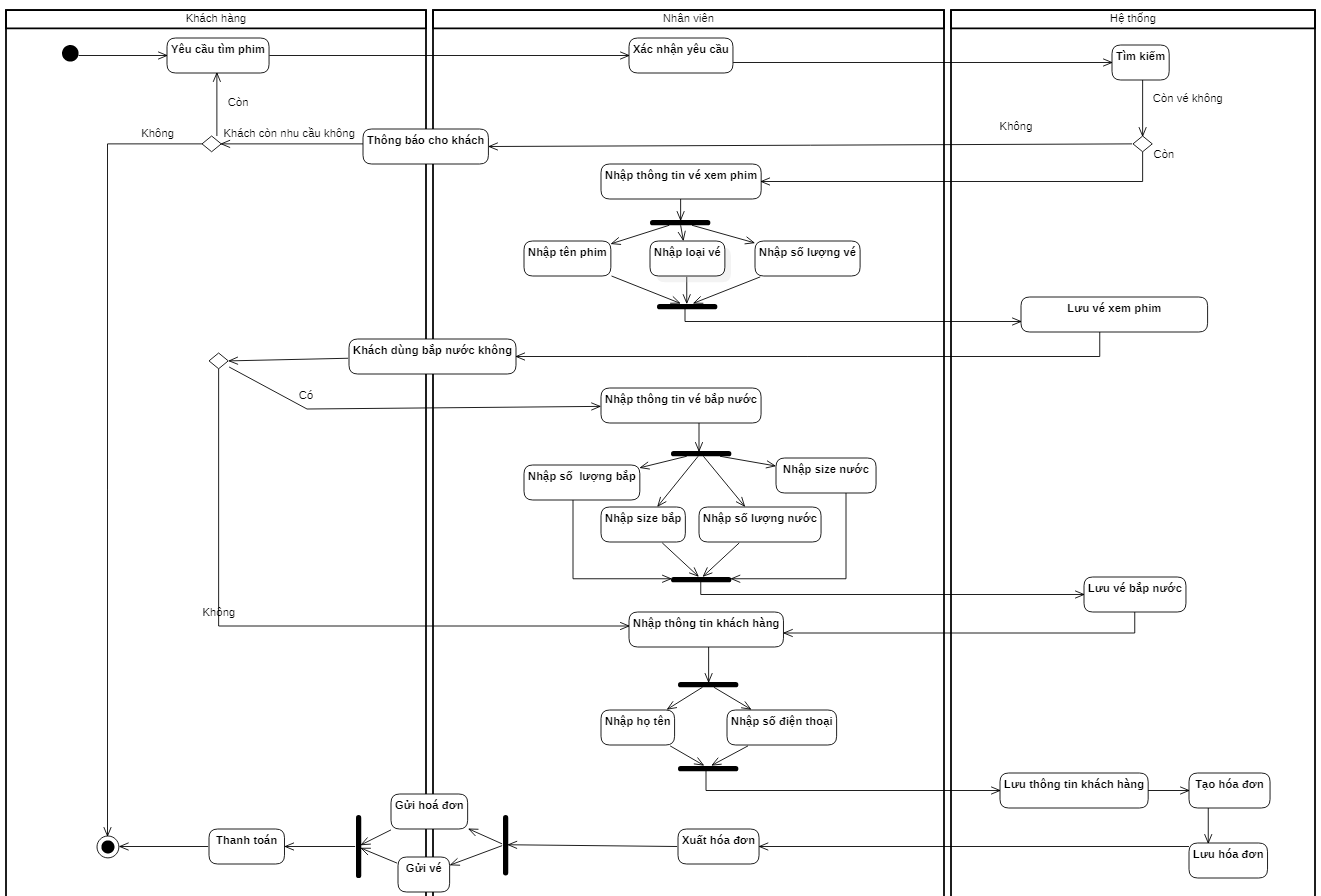 Khách hàng
Nhân viên
Hệ thống
Yêu cầu tìm phim
Xác nhận yêu cầu
Tìm kiếm
Còn
Còn vé không
Không
Khách còn nhu cầu không
Thông báo cho khách
Không
Còn
Nhập thông tin vé xem phim
Nhập tên phim
Nhập loại vé
Nhập số lượng vé
Lưu vé xem phim
Khách dùng bắp nước không
Có
Nhập thông tin vé bắp nước
Nhập số lượng bắp
Nhập size nước
Nhập size bắp
Nhập số lượng nước
Lưu vé bắp nước
Không
Nhập thông tin khách hàng
Nhập họ tên
Nhập số điện thoại
Lưu thông tin khách hàng
Tạo hóa đơn
Gửi hoá đơn
Thanh toán
Xuất hóa đơn
Lưu hóa đơn
Gửi vé